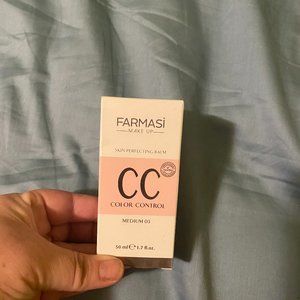 FARMASİ
MAKE UP
SKIN PERFECTING BALM
CC
COLOR CONTROL
MEDIUM 03
50 ml ℮ 1.7 fl.oz.